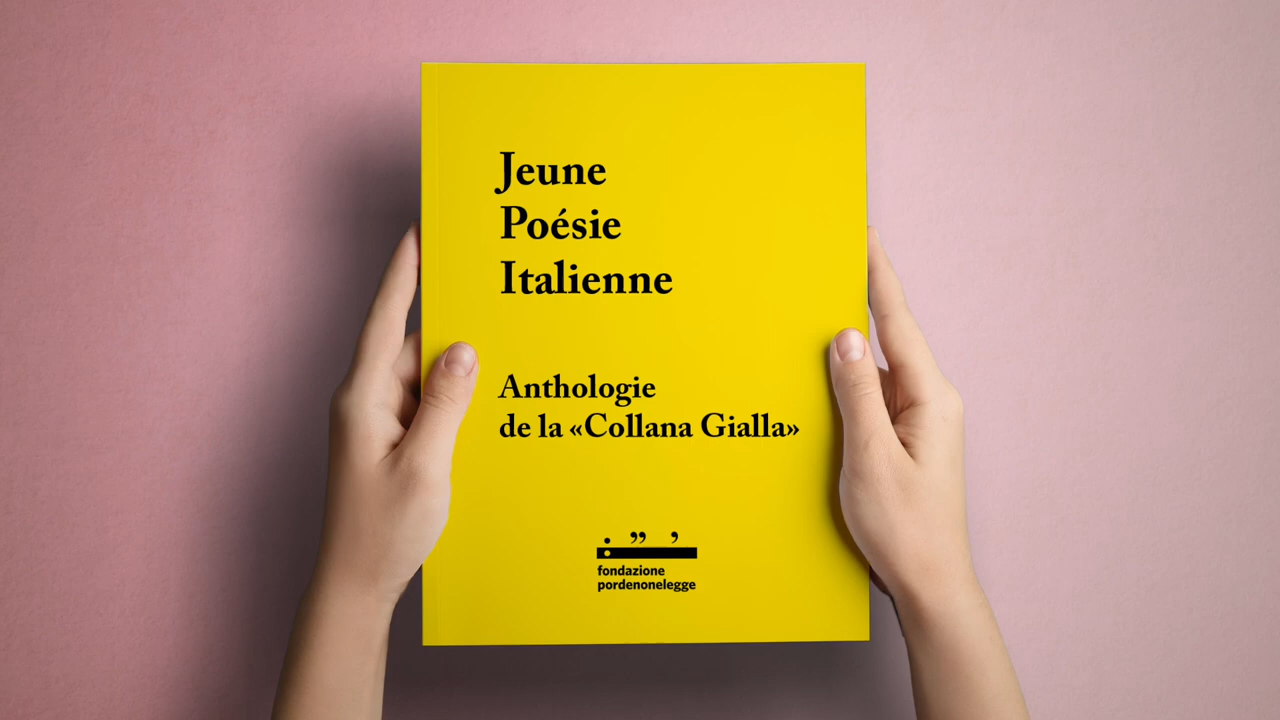 Jeune
Poésie
Italienne
Anthologie
de la «Collana Gialla»
fondazione
pordenonelegge